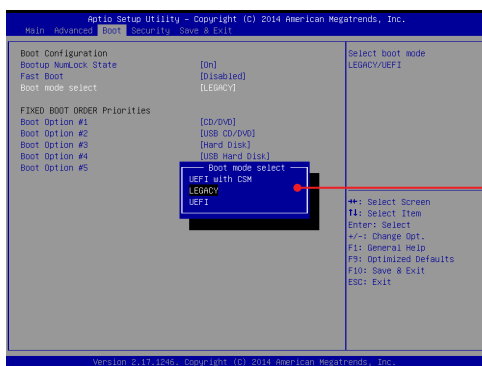 Aptio Setup Utility – Copyright (C) 2014 American Megatrends, Inc.
Main Advanced Boot Security Save & Exit
Boot Configuration
Bootup NumLock State [On]
Fast Boot [Disabled]
Boot mode select [LEGACY]
FIXED BOOT ORDER Priorities
Boot Option #1 [CD/DVD]
Boot Option #2 [USB CD/DVD]
Boot Option #3 [Hard Disk]
Boot Option #4 [USB Hard Disk]
Boot Option #5
Boot mode select
UEFI with CSM
LEGACY
UEFI
Select boot mode
LEGACY/UEFI
→←: Select Screen
↑↓: Select Item
Enter: Select
+/-: Change Opt.
F1: General Help
F9: Optimized Defaults
F10: Save & Exit
ESC: Exit
Version 2.17.1246. Copyright (C) 2014 American Megatrends, Inc.